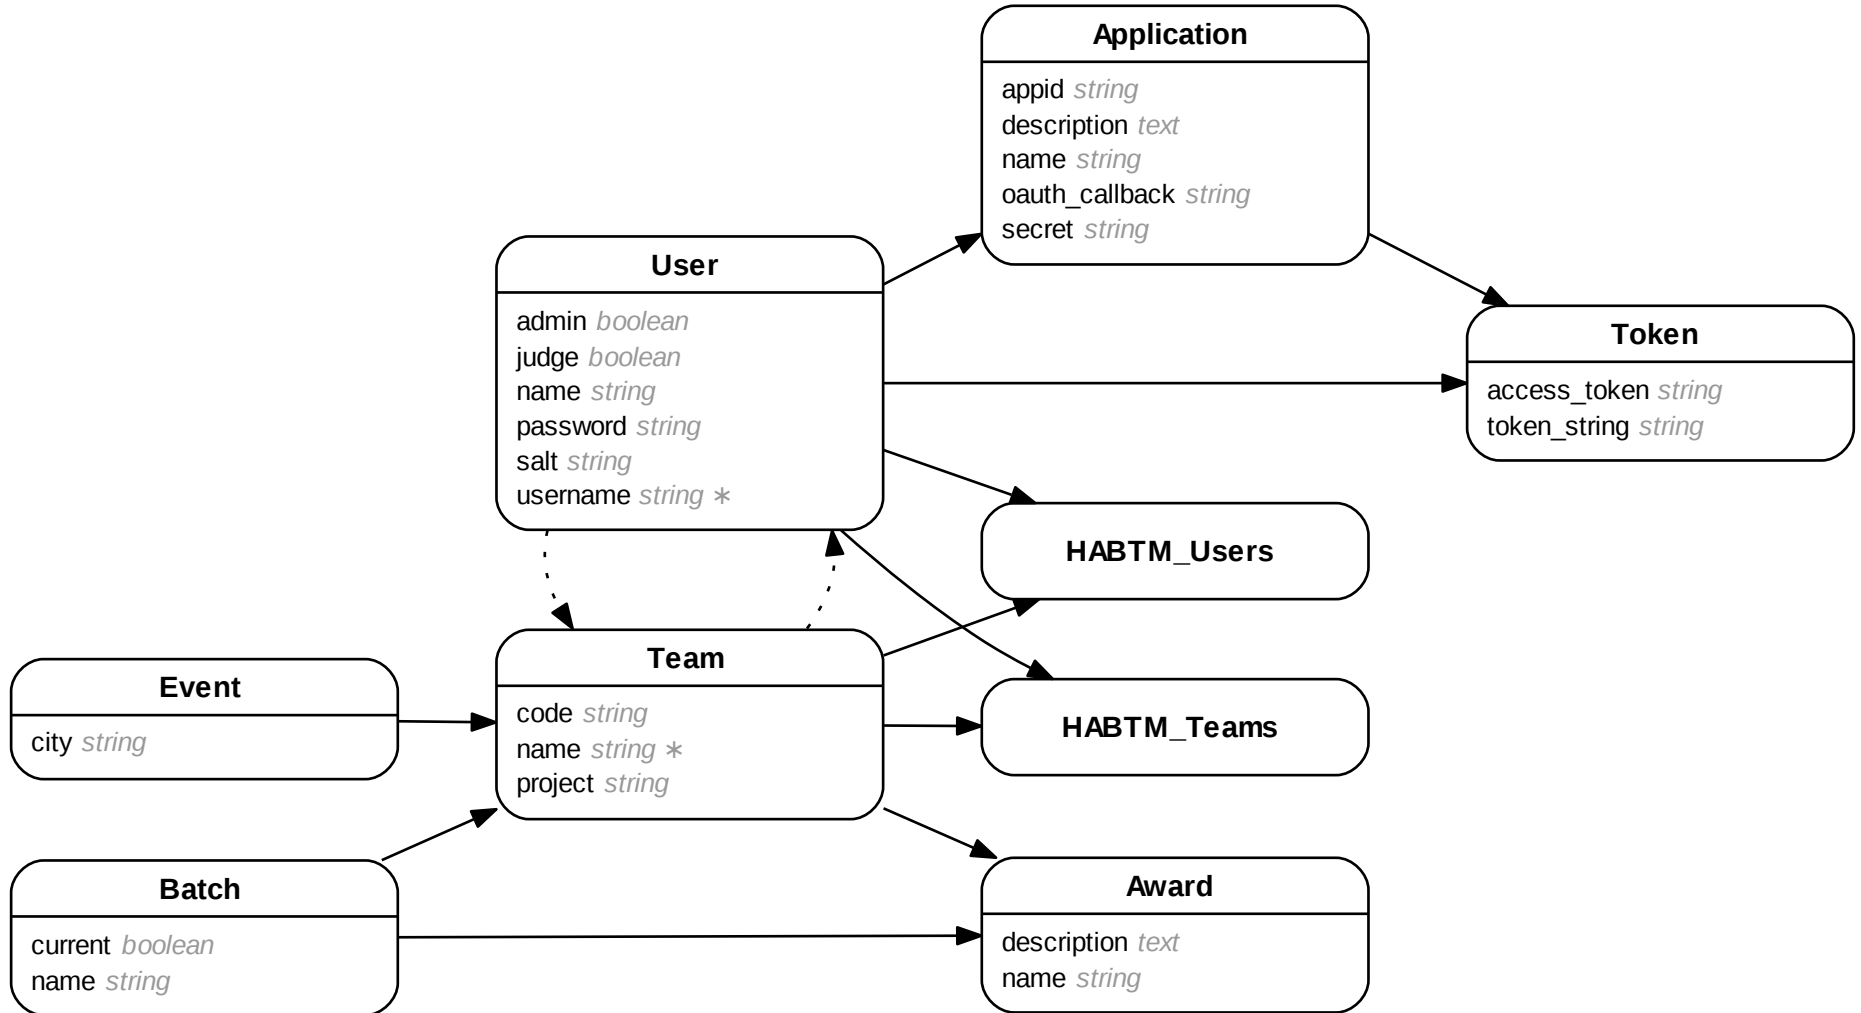 Application
appid string
description text
name string
oauth_callback string
secret string
User
admin boolean
judge boolean
name string
password string
salt string
username string ∗
Token
access_token string
token_string string
HABTM_Users
Team
code string
name string ∗
project string
HABTM_Teams
Event
city string
Batch
current boolean
name string
Award
description text
name string